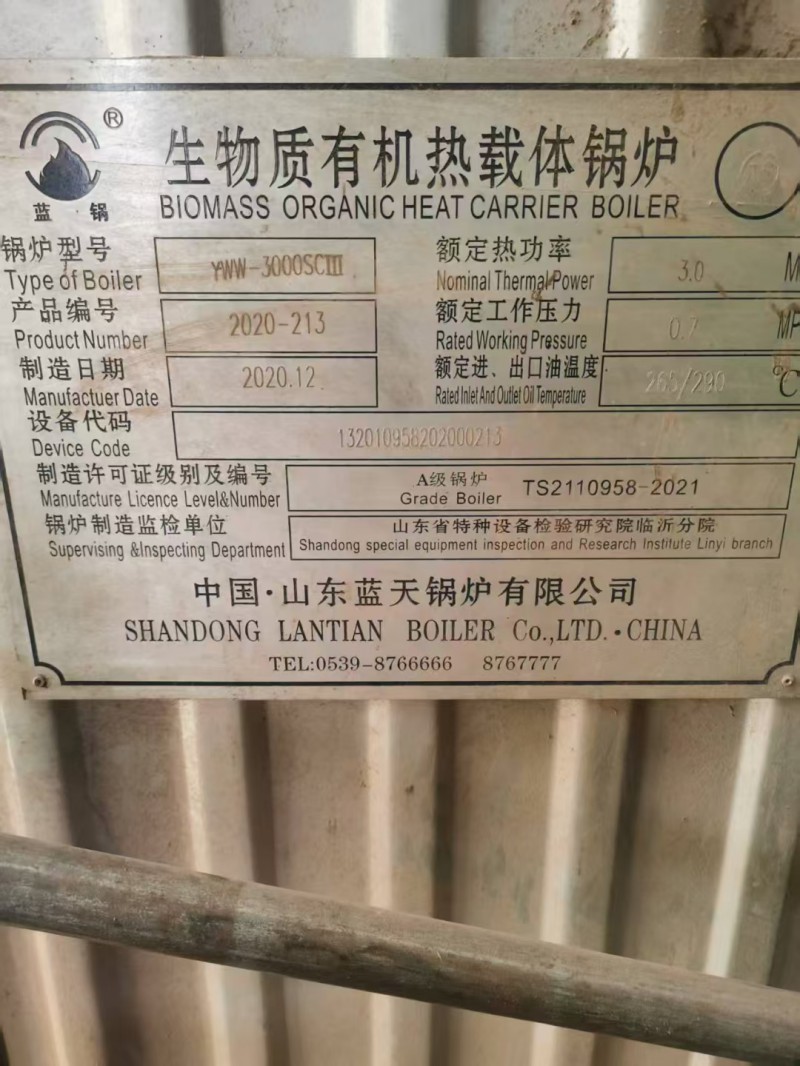 ®
蓝 锅
生物质有机热载体锅炉
BIOMASS ORGANIC HEAT CARRIER BOILER
锅炉型号 YWW-3000SCIII 额定热功率 3.0 M
Type of Boiler Nominal Thermal Power
产品编号 2020-213 额定工作压力 0.7 MP
Product Number Rated Working Pressure
制造日期 2020.12 额定进、出口油温度 265/290 °C
Manufactuer Date Rated Inlet And Outlet Oil Temperature
设备代码 132010958202000213
Device Code
制造许可证级别及编号 A级锅炉 TS2110958-2021
Manufacture Licence Level&Number Grade Boiler
锅炉制造监检单位 山东省特种设备检验研究院临沂分院
Supervising &Inspecting Department Shandong special equipment inspection and Research Institute Linyi branch
中国·山东蓝天锅炉有限公司
SHANDONG LANTIAN BOILER Co.,LTD.·CHINA
TEL:0539-8766666 8767777